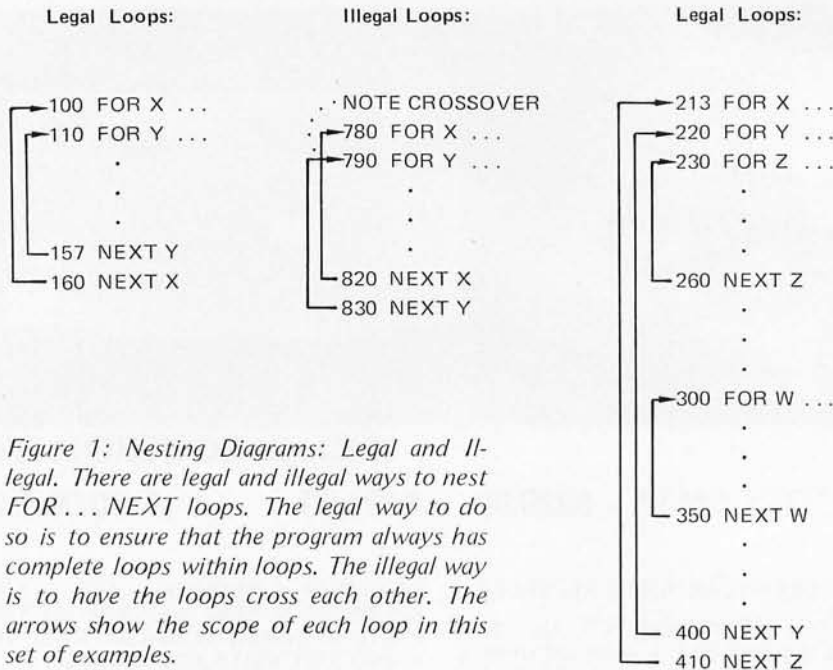 Legal Loops:
100 FOR X ...
110 FOR Y ...
.
.
.
157 NEXT Y
160 NEXT X
Illegal Loops:
NOTE CROSSOVER
780 FOR X ...
790 FOR Y ...
.
.
.
820 NEXT X
830 NEXT Y
Legal Loops:
213 FOR X ...
220 FOR Y ...
230 FOR Z ...
.
.
.
260 NEXT Z
.
.
.
300 FOR W ...
.
.
.
350 NEXT W
.
.
.
400 NEXT Y
410 NEXT Z
Figure 1: Nesting Diagrams: Legal and Il-
legal. There are legal and illegal ways to nest
FOR...NEXT loops. The legal way to do
so is to ensure that the program always has
complete loops within loops. The illegal way
is to have the loops cross each other. The
arrows show the scope of each loop in this
set of examples.